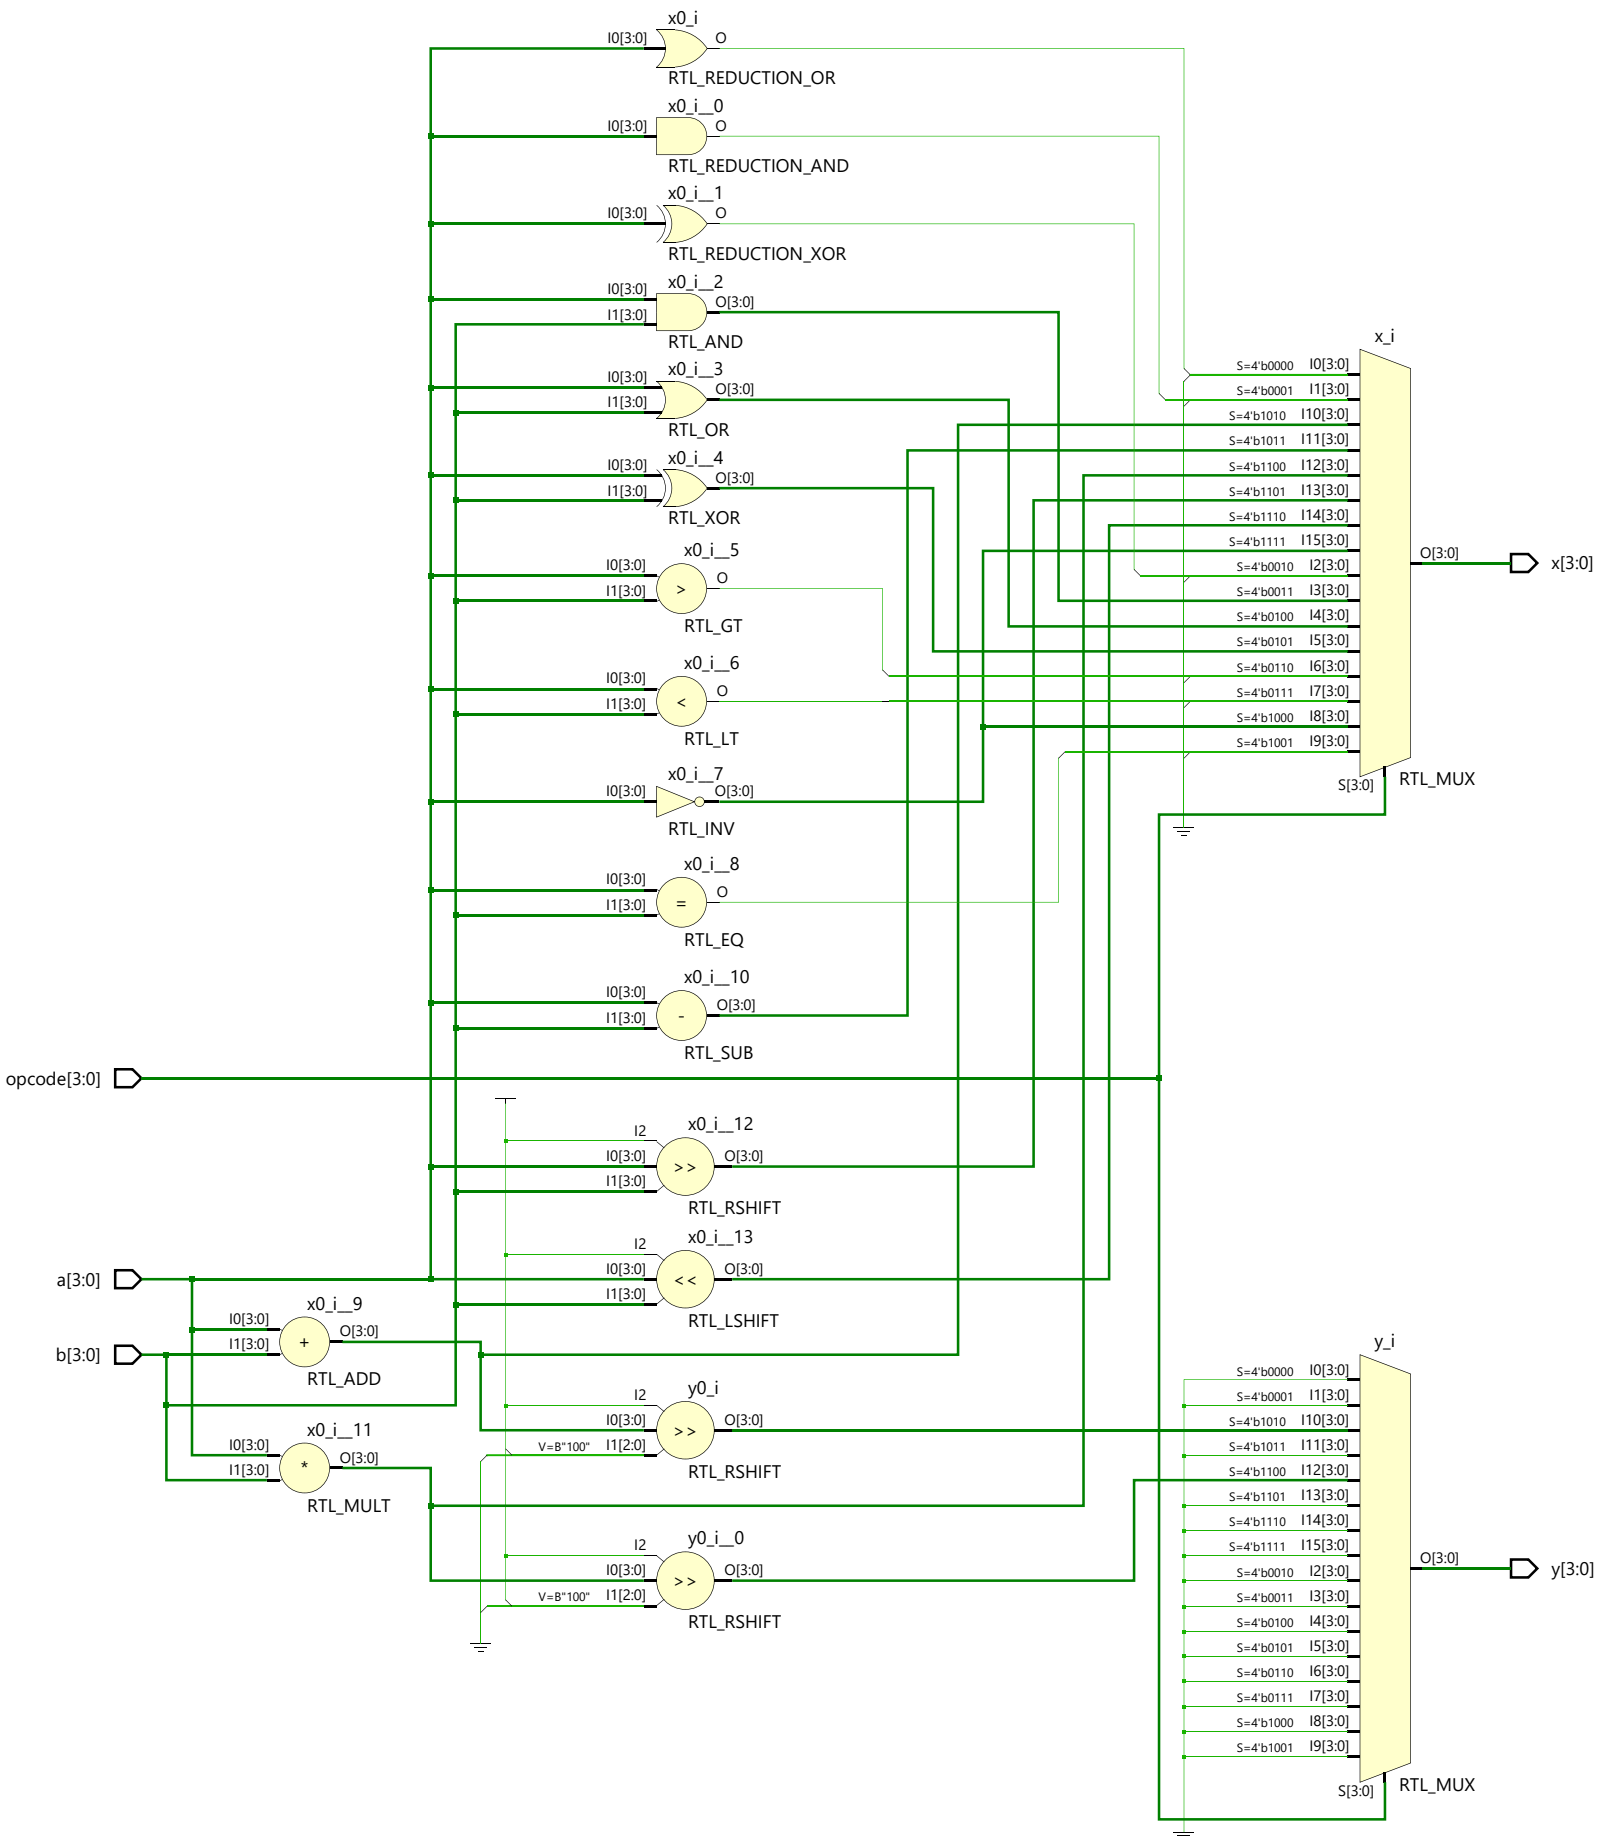 x0_i
I0[3:0]
O
RTL_REDUCTION_OR
x0_i__0
I0[3:0]
O
RTL_REDUCTION_AND
x0_i__1
I0[3:0]
O
RTL_REDUCTION_XOR
x0_i__2
I0[3:0]
I1[3:0]
O[3:0]
RTL_AND
x0_i__3
I0[3:0]
I1[3:0]
O[3:0]
RTL_OR
x0_i__4
I0[3:0]
I1[3:0]
O[3:0]
RTL_XOR
x0_i__5
I0[3:0]
I1[3:0]
>
O
RTL_GT
x0_i__6
I0[3:0]
I1[3:0]
<
O
RTL_LT
x0_i__7
I0[3:0]
O[3:0]
RTL_INV
x0_i__8
I0[3:0]
I1[3:0]
=
O
RTL_EQ
x0_i__10
I0[3:0]
I1[3:0]
-
O[3:0]
RTL_SUB
x_i
S=4'b0000 I0[3:0]
S=4'b0001 I1[3:0]
S=4'b1010 I10[3:0]
S=4'b1011 I11[3:0]
S=4'b1100 I12[3:0]
S=4'b1101 I13[3:0]
S=4'b1110 I14[3:0]
S=4'b1111 I15[3:0]
S=4'b0010 I2[3:0]
S=4'b0011 I3[3:0]
S=4'b0100 I4[3:0]
S=4'b0101 I5[3:0]
S=4'b0110 I6[3:0]
S=4'b0111 I7[3:0]
S=4'b1000 I8[3:0]
S=4'b1001 I9[3:0]
S[3:0]
O[3:0]
x[3:0]
RTL_MUX
opcode[3:0]
x0_i__12
I2
I0[3:0]
I1[3:0]
>>
O[3:0]
RTL_RSHIFT
x0_i__13
I2
I0[3:0]
I1[3:0]
<<
O[3:0]
RTL_LSHIFT
a[3:0]
b[3:0]
x0_i__9
I0[3:0]
I1[3:0]
+
O[3:0]
RTL_ADD
x0_i__11
I0[3:0]
I1[3:0]
*
O[3:0]
RTL_MULT
y0_i
I2
I0[3:0]
V=B"100" I1[2:0]
>>
O[3:0]
RTL_RSHIFT
y0_i__0
I2
I0[3:0]
V=B"100" I1[2:0]
>>
O[3:0]
RTL_RSHIFT
y_i
S=4'b0000 I0[3:0]
S=4'b0001 I1[3:0]
S=4'b1010 I10[3:0]
S=4'b1011 I11[3:0]
S=4'b1100 I12[3:0]
S=4'b1101 I13[3:0]
S=4'b1110 I14[3:0]
S=4'b1111 I15[3:0]
S=4'b0010 I2[3:0]
S=4'b0011 I3[3:0]
S=4'b0100 I4[3:0]
S=4'b0101 I5[3:0]
S=4'b0110 I6[3:0]
S=4'b0111 I7[3:0]
S=4'b1000 I8[3:0]
S=4'b1001 I9[3:0]
S[3:0]
O[3:0]
y[3:0]
RTL_MUX